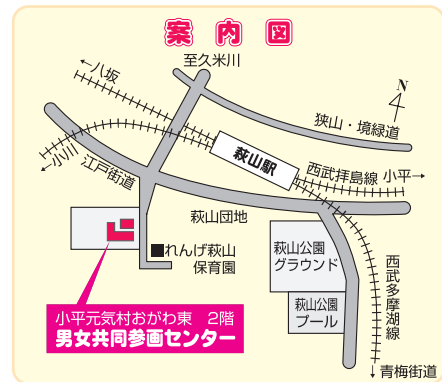 案内図
至久米川
←八坂
N
狭山・境緑道
萩山駅
←小川
江戸街道
西武拝島線 小平→
萩山団地
■れんげ萩山
保育園
萩山公園
グラウンド
萩山公園
プール
西武多摩湖線
小平元気村おがわ東 2階
男女共同参画センター
↓青梅街道